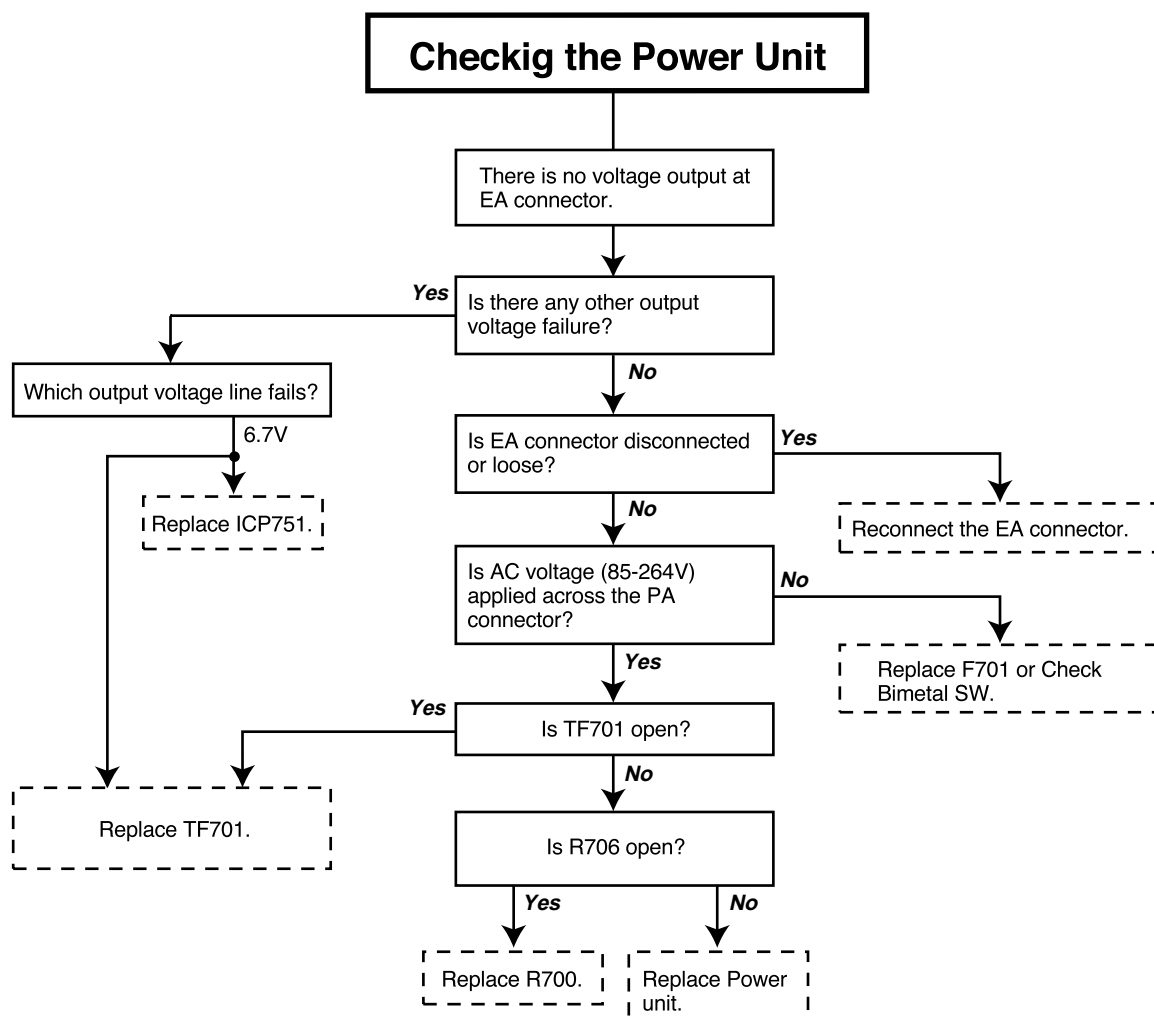 Checkig the Power Unit
There is no voltage output at
EA connector.
Yes
Is there any other output
voltage failure?
No
Which output voltage line fails?
6.7V
Replace ICP751.
Is EA connector disconnected
or loose?
Yes
No
Reconnect the EA connector.
Is AC voltage (85-264V)
applied across the PA
connector?
No
Yes
Replace F701 or Check
Bimetal SW.
Yes
Is TF701 open?
No
Replace TF701.
Is R706 open?
Yes
No
Replace R700.
Replace Power
unit.